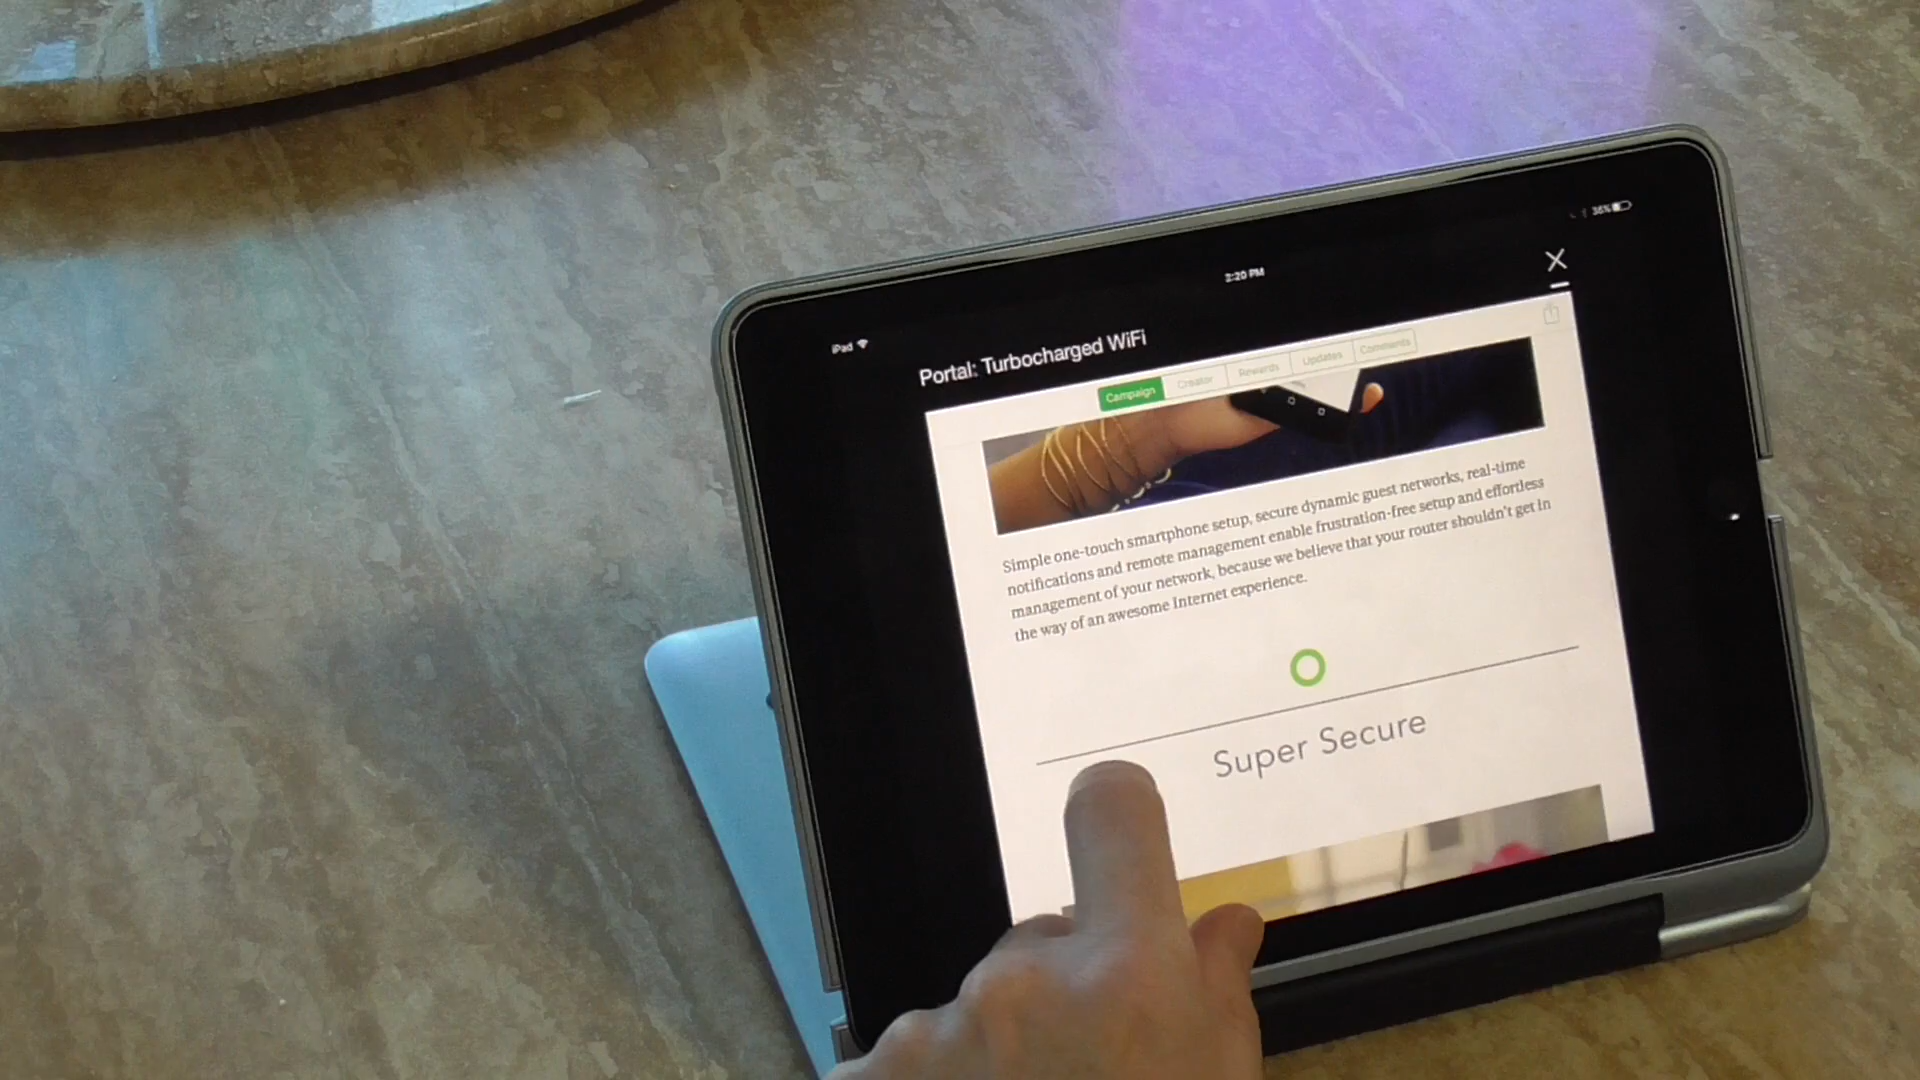 36%
2:20 PM
iPad
Portal: Turbocharged WiFi
Campaign Creator Rewards Updates Comments
Simple one-touch smartphone setup, secure dynamic guest networks, real-time
notifications and remote management enable frustration-free setup and effortless
management of your network, because we believe that your router shouldn't get in
the way of an awesome Internet experience.
Super Secure